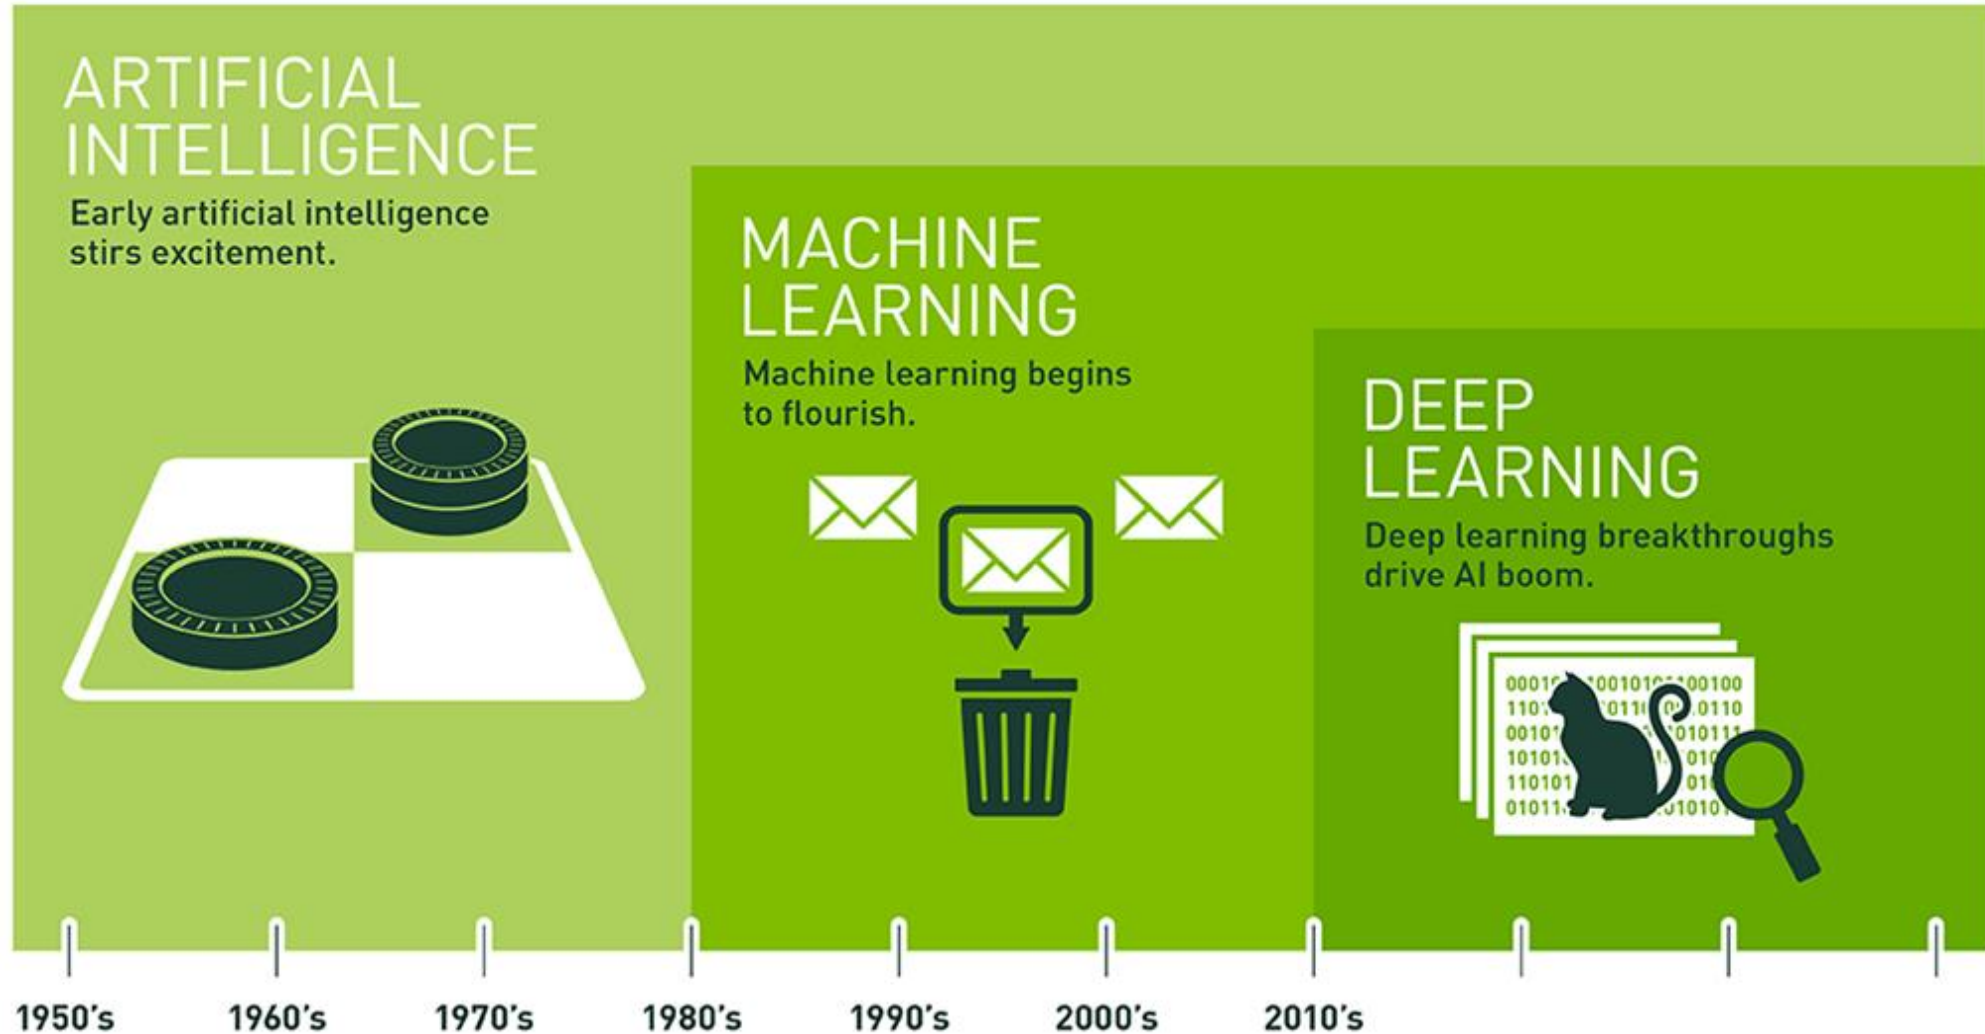 ARTIFICIAL
INTELLIGENCE
Early artificial intelligence
stirs excitement.
MACHINE
LEARNING
Machine learning begins
to flourish.
DEEP
LEARNING
Deep learning breakthroughs
drive AI boom.
1950's 1960's 1970's 1980's 1990's 2000's 2010's